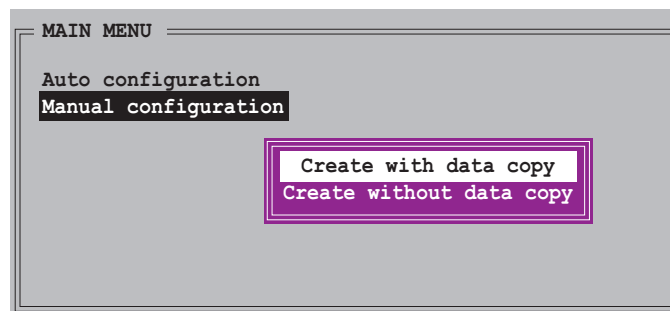 MAIN MENU
Auto configuration
Manual configuration
Create with data copy
Create without data copy